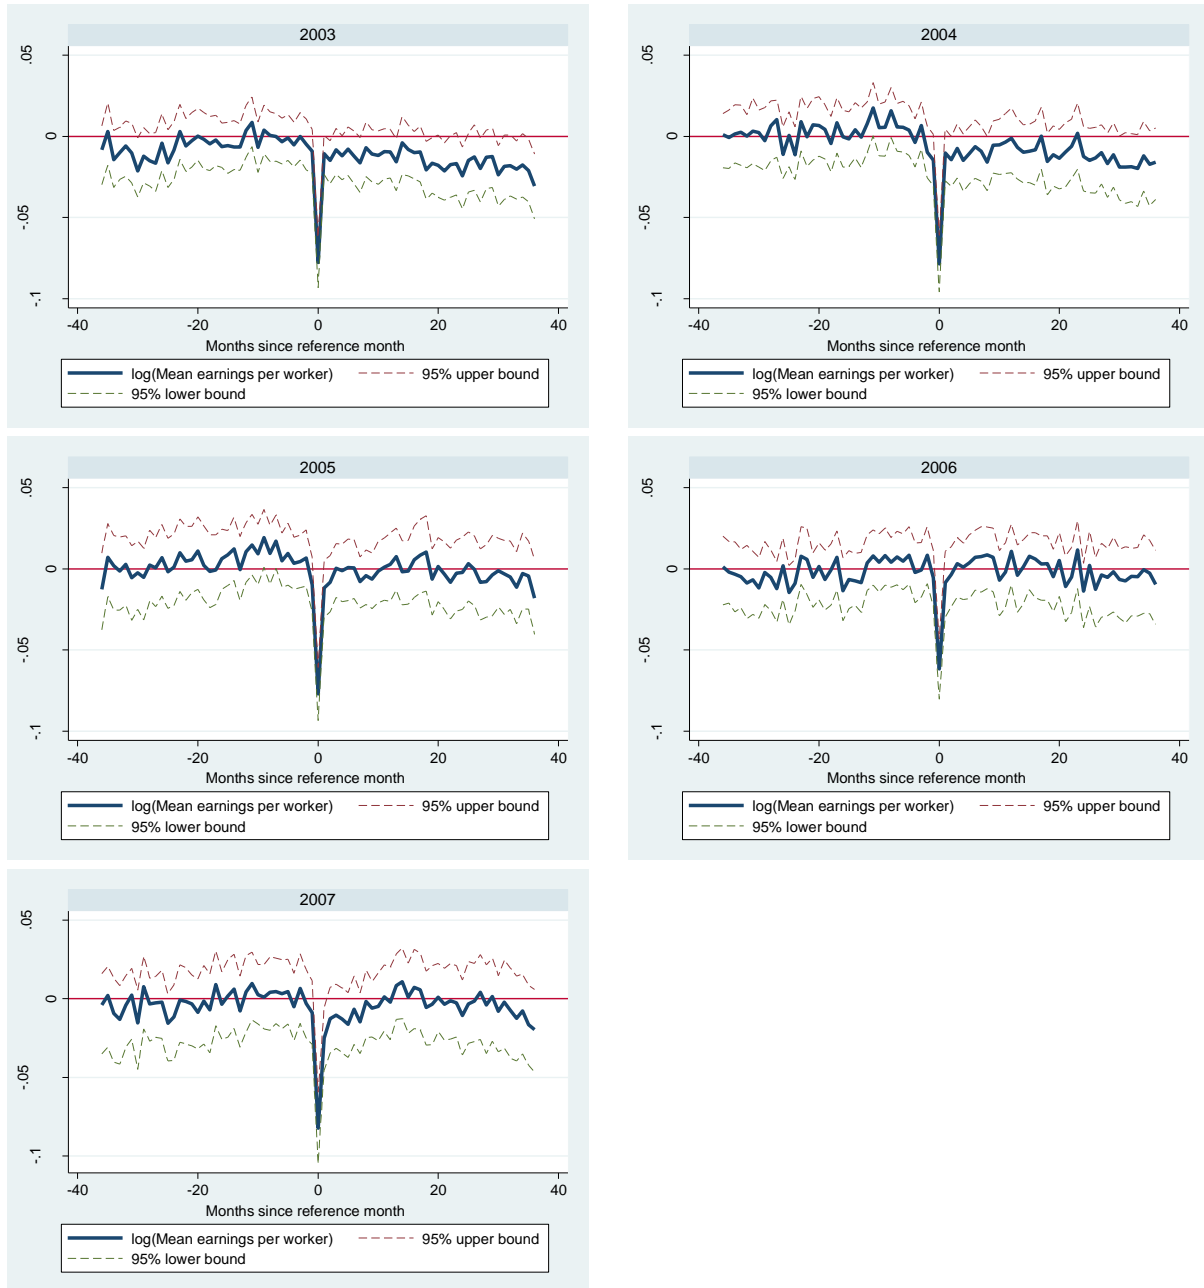 2003
.05
0
-.05
-.1
-40 -20 0 20 40
Months since reference month
log(Mean earnings per worker) 95% upper bound
95% lower bound
2004
.05
0
-.05
-.1
-40 -20 0 20 40
Months since reference month
log(Mean earnings per worker) 95% upper bound
95% lower bound
2005
.05
0
-.05
-.1
-40 -20 0 20 40
Months since reference month
log(Mean earnings per worker) 95% upper bound
95% lower bound
2006
.05
0
-.05
-.1
-40 -20 0 20 40
Months since reference month
log(Mean earnings per worker) 95% upper bound
95% lower bound
2007
.05
0
-.05
-.1
-40 -20 0 20 40
Months since reference month
log(Mean earnings per worker) 95% upper bound
95% lower bound